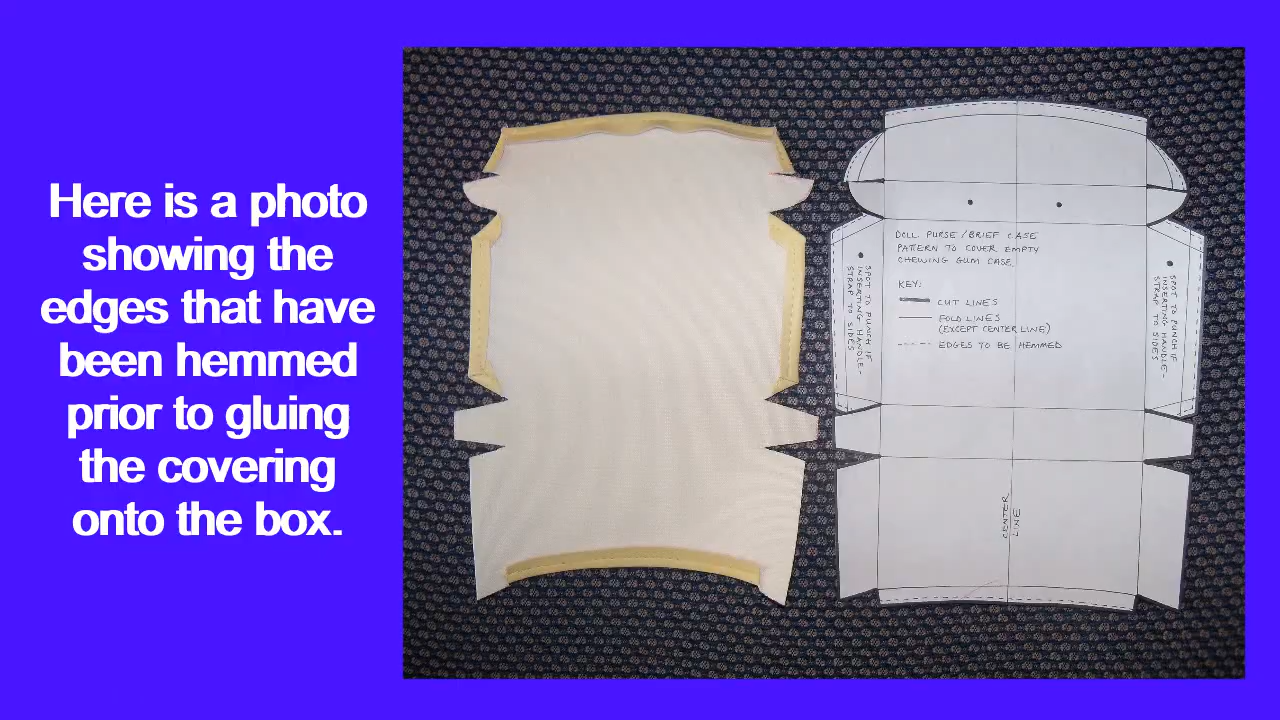 Here is a photo
showing the
edges that have
been hemmed
prior to gluing
the covering
onto the box.
DOLL PURSE / BRIEF CASE
PATTERN TO COVER EMPTY
CHEWING GUM CASE.
KEY:
CUT LINES
FOLD LINES
(EXCEPT CENTER LINE)
EDGES TO BE HEMMED
SPOT TO PUNCH IF
INSERTING HANDLE-
STRAP TO SIDES
SPOT TO PUNCH IF
INSERTING HANDLE-
STRAP TO SIDES
CENTER
LINE